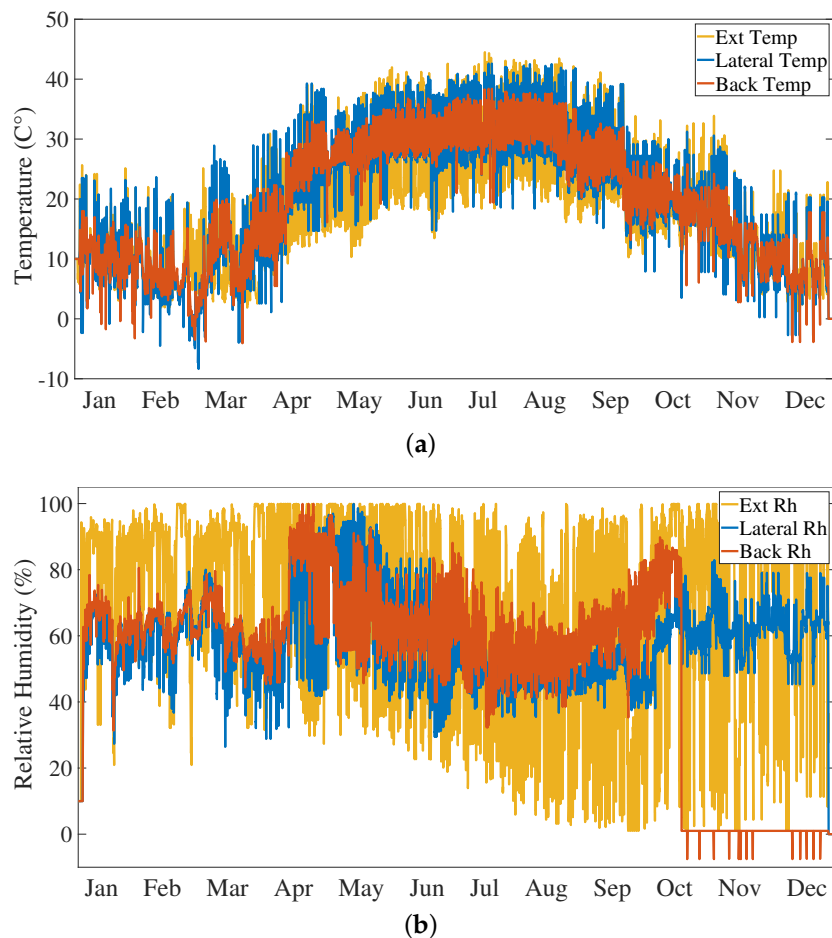 50
40
30
20
10
0
-10
Temperature (C°)
Ext Temp
Lateral Temp
Back Temp
Jan Feb Mar Apr May Jun Jul Aug Sep Oct Nov Dec
(a)
100
80
60
40
20
0
Relative Humidity (%)
Ext Rh
Lateral Rh
Back Rh
Jan Feb Mar Apr May Jun Jul Aug Sep Oct Nov Dec
(b)